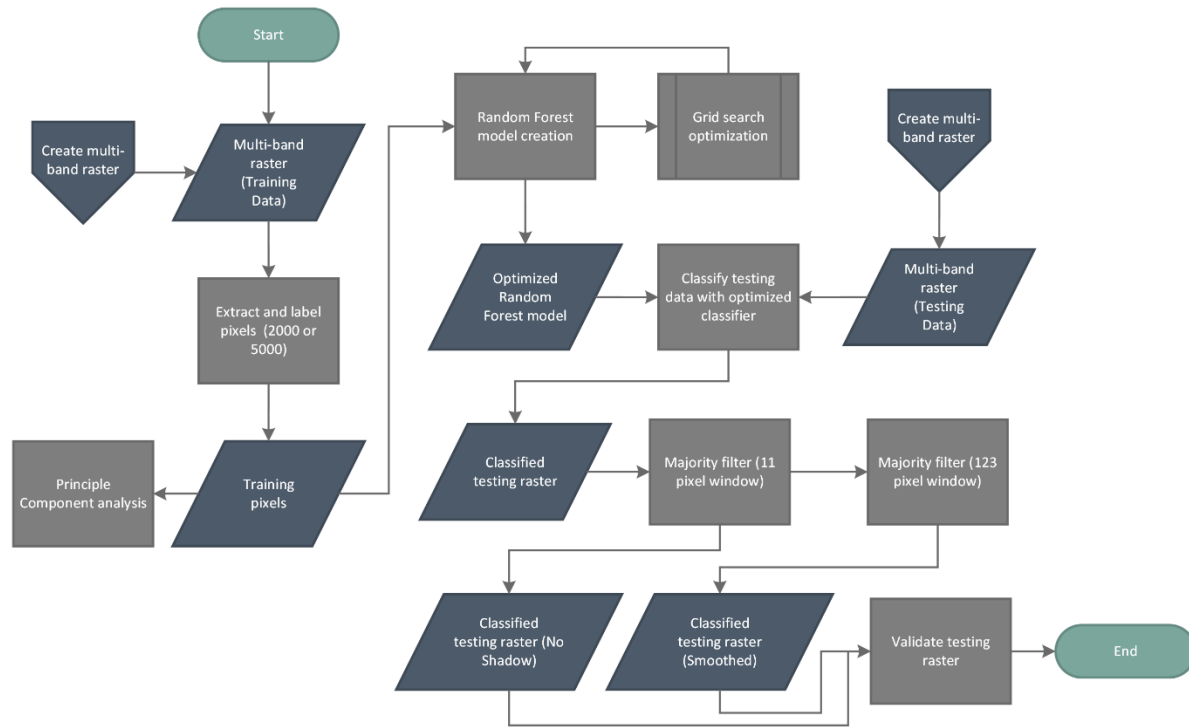 Start
Create multi-
band raster
Multi-band
raster
(Training
Data)
Extract and label
pixels (2000 or
5000)
Principle
Component analysis
Training
pixels
Random Forest
model creation
Grid search
optimization
Create multi-
band raster
Optimized
Random
Forest model
Classify testing
data with optimized
classifier
Multi-band
raster
(Testing
Data)
Classified
testing raster
Majority filter (11
pixel window)
Majority filter (123
pixel window)
Classified
testing raster (No
Shadow)
Classified
testing raster
(Smoothed)
Validate testing
raster
End